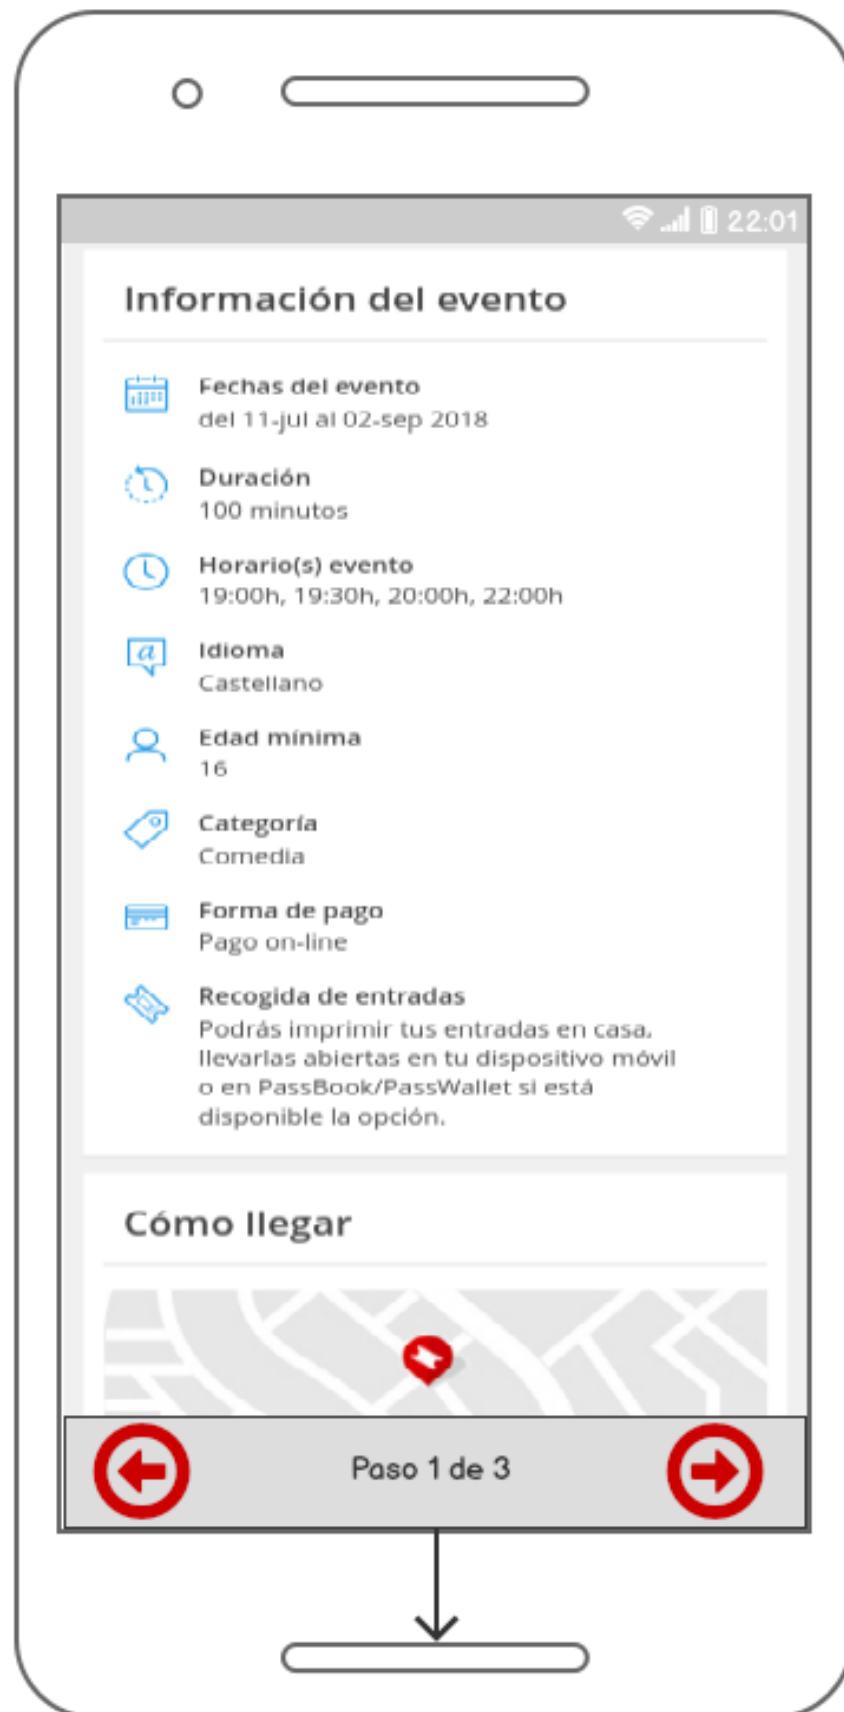 22:01
Información del evento
Fechas del evento
del 11-jul al 02-sep 2018
Duración
100 minutos
Horario(s) evento
19:00h, 19:30h, 20:00h, 22:00h
Idioma
a
Castellano
Edad mínima
16
Categoría
Comedia
Forma de pago
Pago on-line
Recogida de entradas
Podrás imprimir tus entradas en casa,
llevarlas abiertas en tu dispositivo móvil
o en PassBook/PassWallet si está
disponible la opción.
Cómo llegar
Paso 1 de 3